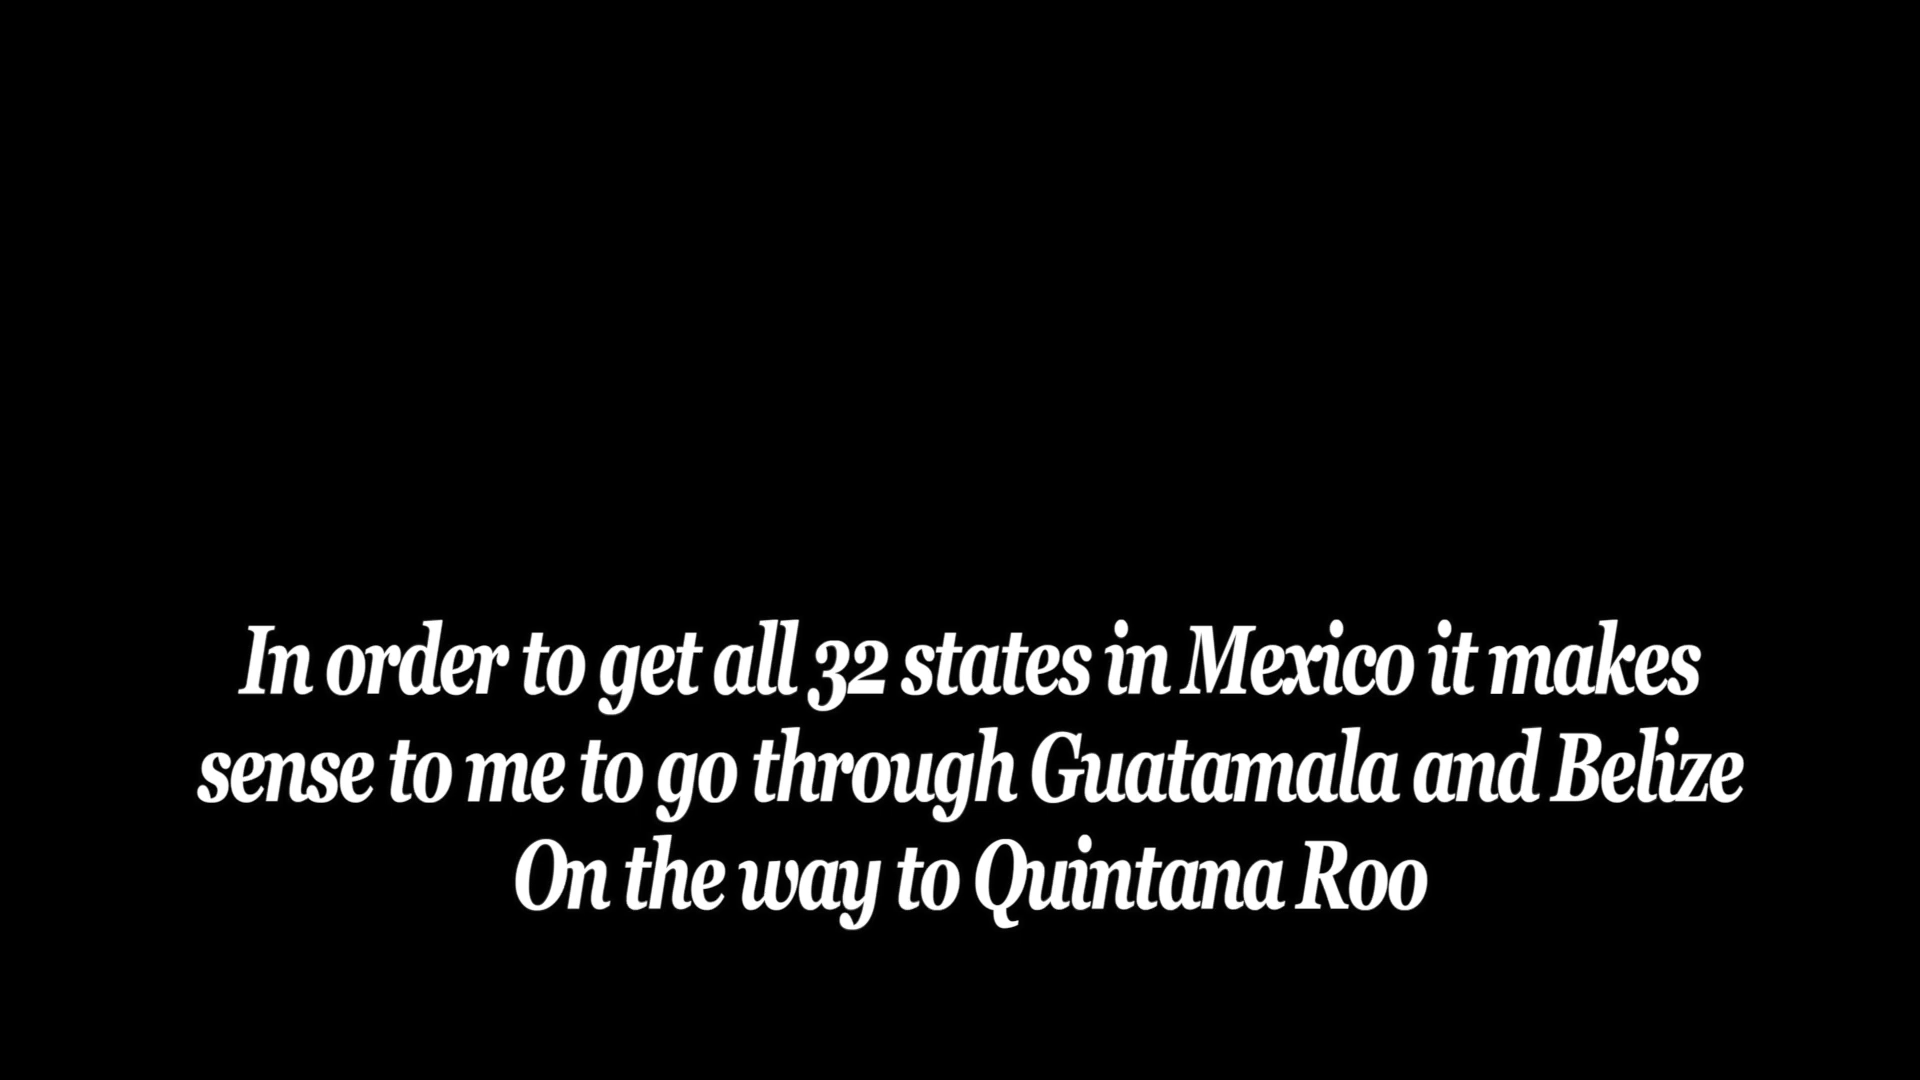 In order to get all 32 states in Mexico it makes
sense to me to go through Guatamala and Belize
On the way to Quintana Roo